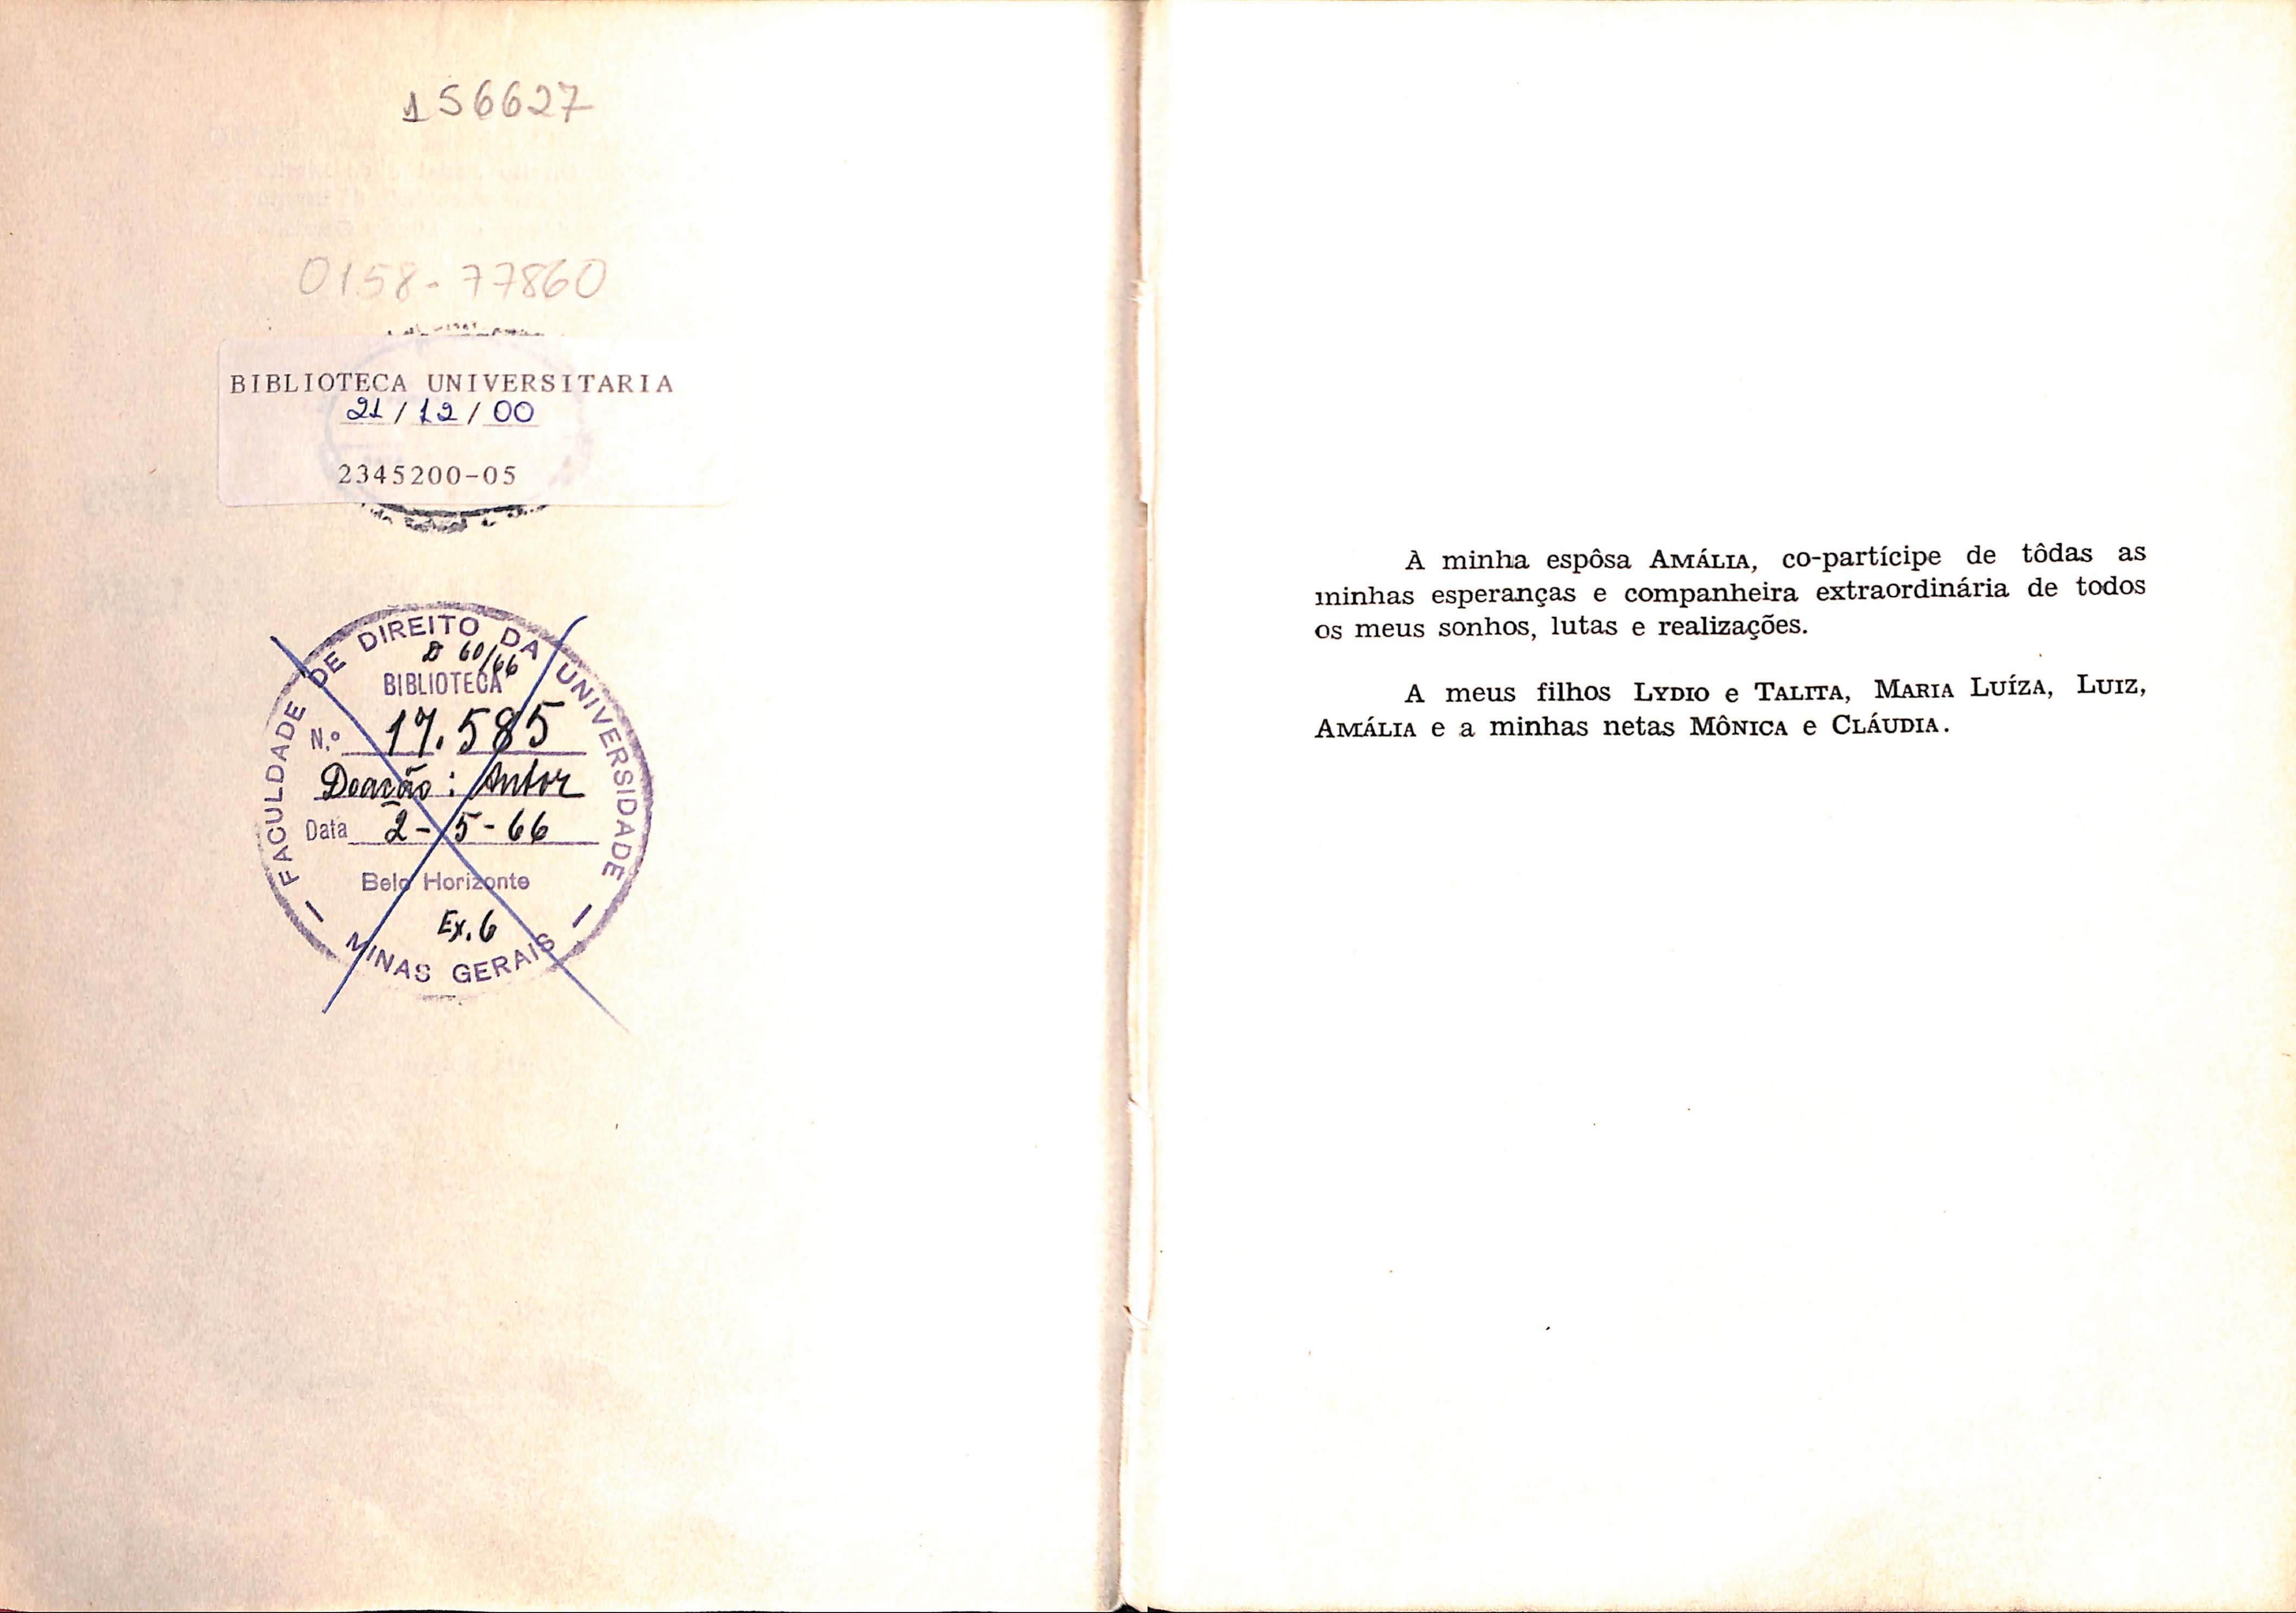 156627
0158-77860
BIBLIOTECA UNIVERSITARIA
21/12/00
2345200-05
FACULDADE DE DIREITO DA UNIVERSIDADE
D 60/66
BIBLIOTECA
N.º 17.585
Doação: Autor
Data 2-5-66
Belo Horizonte
Ex. 6
MINAS GERAIS
À minha espôsa AMÁLIA, co-partícipe de tôdas as
minhas esperanças e companheira extraordinária de todos
os meus sonhos, lutas e realizações.
A meus filhos LYDIO e TALITA, MARIA LUÍZA, LUIZ,
AMÁLIA e a minhas netas MÔNICA e CLÁUDIA.